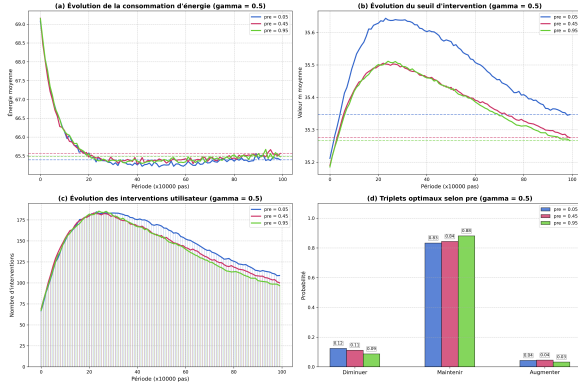 (a) Évolution de la consommation d'énergie (gamma = 0.5)
69.0
68.5
68.0
67.5
67.0
66.5
66.0
65.5
Énergie moyenne
pre = 0.05
pre = 0.45
pre = 0.95
0
20
40
60
80
100
Période (x10000 pas)
(b) Évolution du seuil d'intervention (gamma = 0.5)
35.6
35.5
35.4
35.3
35.2
Valeur m moyenne
pre = 0.05
pre = 0.45
pre = 0.95
0
20
40
60
80
100
Période (x10000 pas)
(c) Évolution des interventions utilisateur (gamma = 0.5)
175
150
125
100
75
50
25
0
Nombre d'interventions
pre = 0.05
pre = 0.45
pre = 0.95
0
20
40
60
80
100
Période (x10000 pas)
(d) Triplets optimaux selon pre (gamma = 0.5)
1.0
0.8
0.6
0.4
0.2
0.0
Probabilité
pre = 0.05
pre = 0.45
pre = 0.95
0.12
0.11
0.09
0.04
0.88
0.04
0.04
0.03
Diminuer
Maintenir
Augmenter